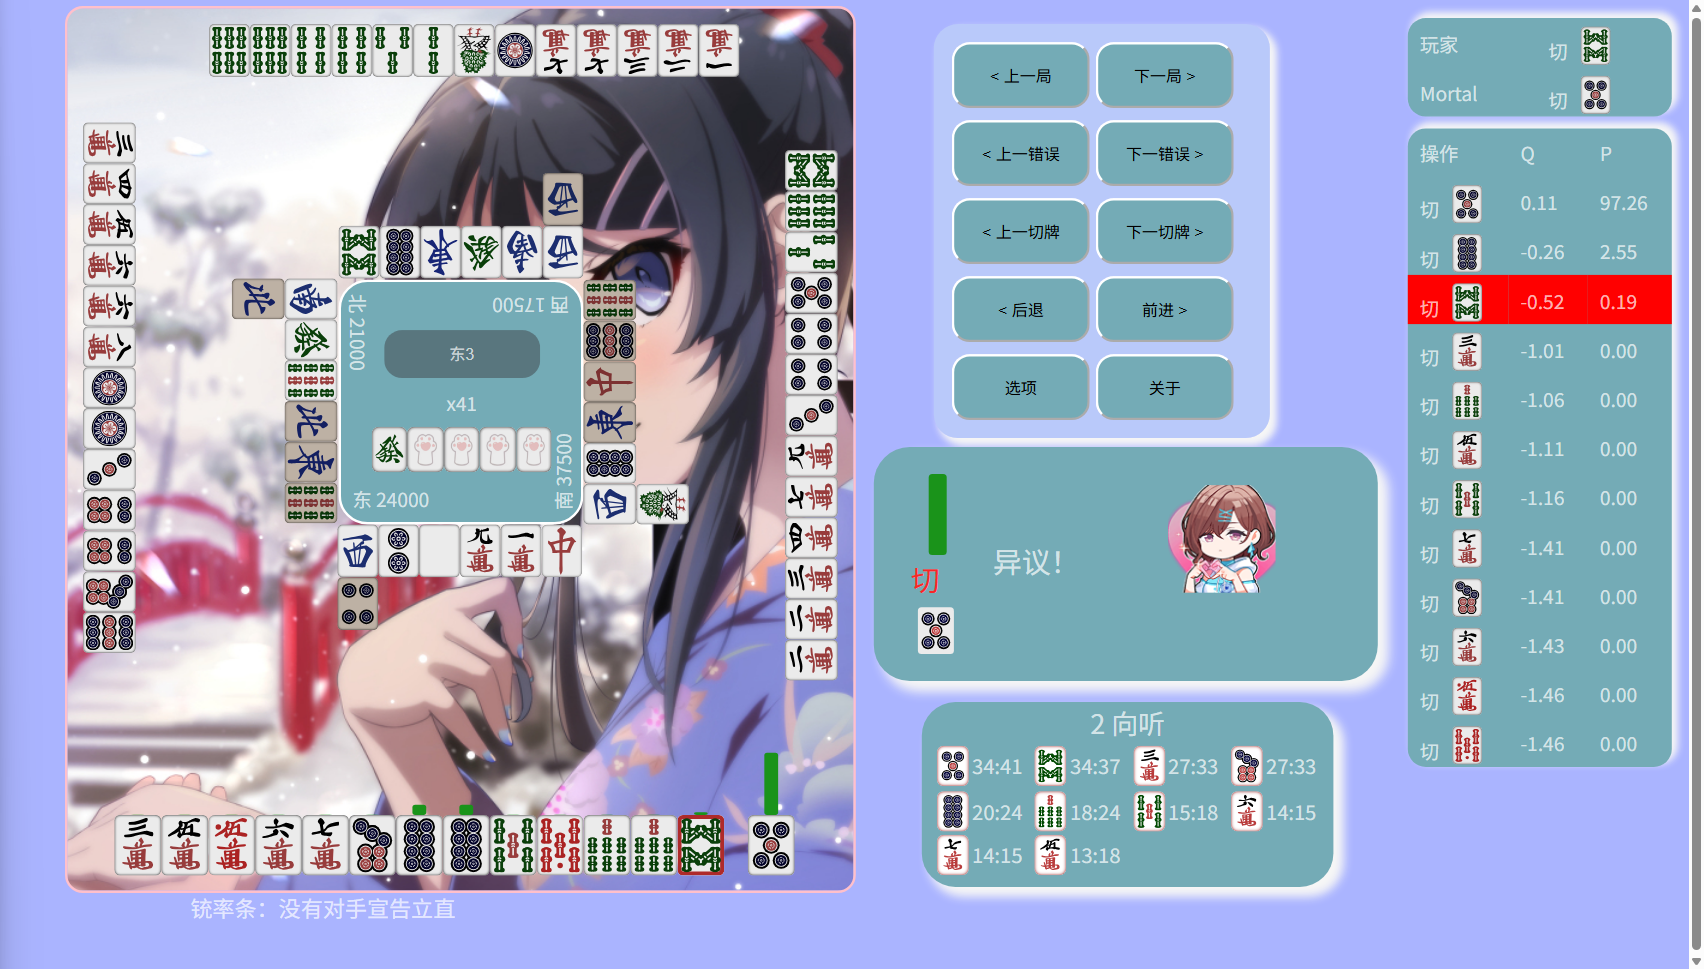 北 21000
西 17500
东3
x41
东 24000
南 37500
铳率条：没有对手宣告立直
< 上一局
下一局 >
< 上一错误
下一错误 >
< 上一切牌
下一切牌 >
< 后退
前进 >
选项
关于
切
异议！
2 向听
34:41 34:37 27:33 27:33
20:24 18:24 15:18 14:15
14:15 13:18
玩家 切
Mortal 切
操作 Q P
切 0.11 97.26
切 -0.26 2.55
切 -0.52 0.19
切 -1.01 0.00
切 -1.06 0.00
切 -1.11 0.00
切 -1.16 0.00
切 -1.41 0.00
切 -1.41 0.00
切 -1.43 0.00
切 -1.46 0.00
切 -1.46 0.00